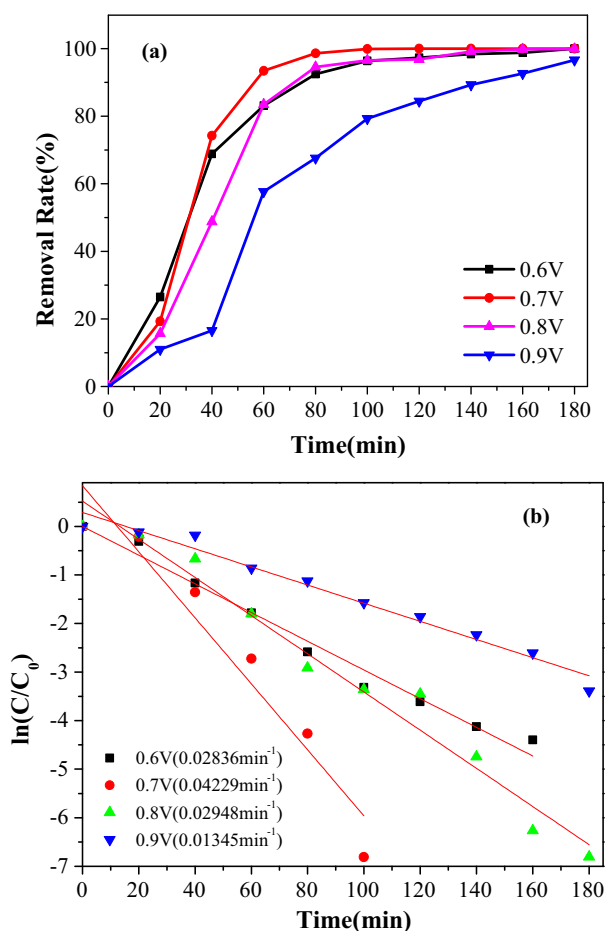 (a)
Removal Rate(%)
100
80
60
40
20
0
0.6V
0.7V
0.8V
0.9V
0 20 40 60 80 100 120 140 160 180
Time(min)
(b)
ln(C/C₀)
0
-1
-2
-3
-4
-5
-6
-7
0.6V(0.02836min⁻¹)
0.7V(0.04229min⁻¹)
0.8V(0.02948min⁻¹)
0.9V(0.01345min⁻¹)
0 20 40 60 80 100 120 140 160 180
Time(min)